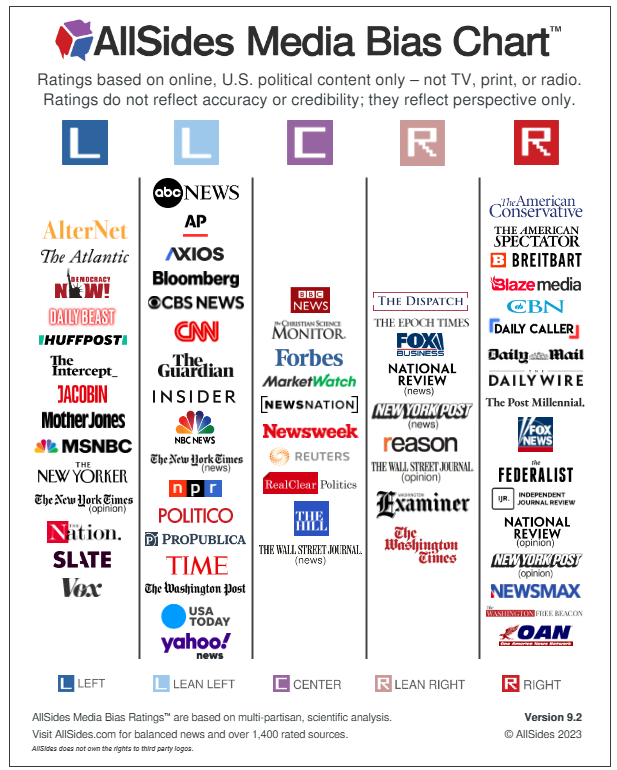 AllSides Media Bias Chart™
Ratings based on online, U.S. political content only – not TV, print, or radio.
Ratings do not reflect accuracy or credibility; they reflect perspective only.
L
L
C
R
R
AlterNet
The Atlantic
DEMOCRACY
NOW!
DAILY BEAST
HUFFPOST
The
Intercept_
JACOBIN
Mother Jones
MSNBC
THE
NEW YORKER
The New York Times
(opinion)
THE
Nation.
SLATE
Vox
abc NEWS
AP
AXIOS
Bloomberg
CBS NEWS
CNN
The
Guardian
INSIDER
NBC NEWS
The New York Times
(news)
npr
POLITICO
PROPUBLICA
TIME
The Washington Post
USA
TODAY
yahoo!
news
BBC
NEWS
The CHRISTIAN SCIENCE
MONITOR
Forbes
MarketWatch
NEWSNATION
Newsweek
REUTERS
RealClear Politics
THE
HILL
THE WALL STREET JOURNAL.
(news)
THE DISPATCH
THE EPOCH TIMES
FOX
BUSINESS
NATIONAL
REVIEW
(news)
NEW YORK POST
(news)
reason
THE WALL STREET JOURNAL.
(opinion)
WASHINGTON
Examiner
The
Washington
Times
The American
Conservative
THE AMERICAN
SPECTATOR
B BREITBART
Blaze media
CBN
DAILY CALLER
Daily Mail
THE
DAILY WIRE
The Post Millennial.
FOX
NEWS
the
FEDERALIST
IJR. INDEPENDENT
JOURNAL REVIEW
NATIONAL
REVIEW
(opinion)
NEW YORK POST
(opinion)
NEWSMAX
The
WASHINGTON FREE BEACON
OAN
One America News Network
L LEFT
L LEAN LEFT
C CENTER
R LEAN RIGHT
R RIGHT
AllSides Media Bias Ratings™ are based on multi-partisan, scientific analysis.
Visit AllSides.com for balanced news and over 1,400 rated sources.
AllSides does not own the rights to third party logos.
Version 9.2
© AllSides 2023